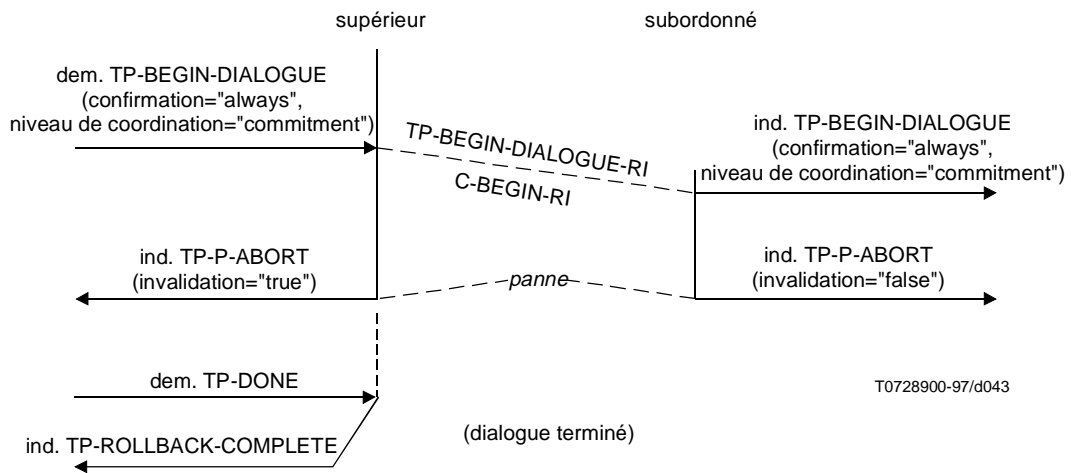 supérieur
subordonné
dem. TP-BEGIN-DIALOGUE
(confirmation="always",
niveau de coordination="commitment")
TP-BEGIN-DIALOGUE-RI
C-BEGIN-RI
ind. TP-BEGIN-DIALOGUE
(confirmation="always",
niveau de coordination="commitment")
ind. TP-P-ABORT
(invalidation="true")
panne
ind. TP-P-ABORT
(invalidation="false")
dem. TP-DONE
T0728900-97/d043
ind. TP-ROLLBACK-COMPLETE
(dialogue terminé)